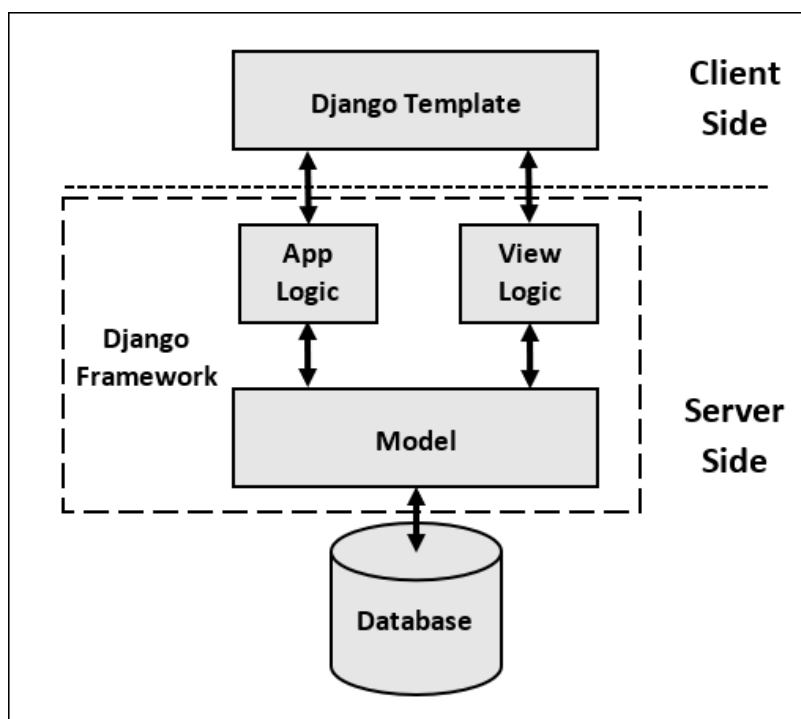 Django Template
Client
Side
App
Logic
View
Logic
Django
Framework
Model
Server
Side
Database